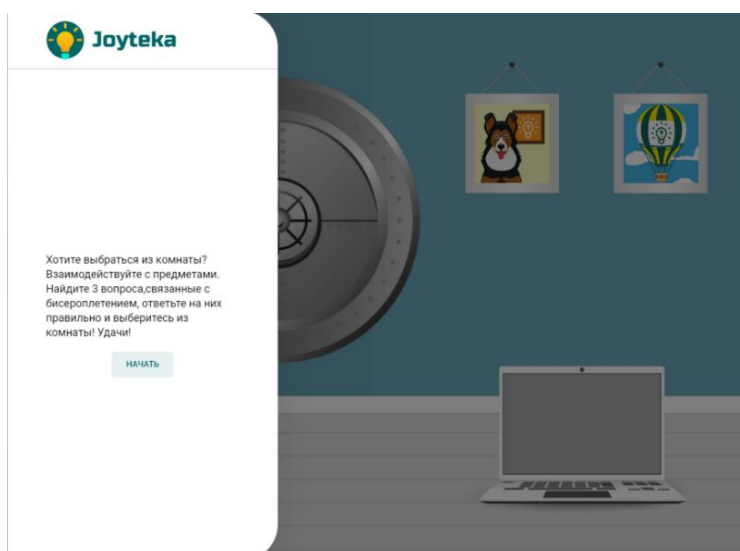 Joyteka
Хотите выбраться из комнаты?
Взаимодействуйте с предметами.
Найдите 3 вопроса,связанные с
бисероплетением, ответьте на них
правильно и выберитесь из
комнаты! Удачи!
НАЧАТЬ